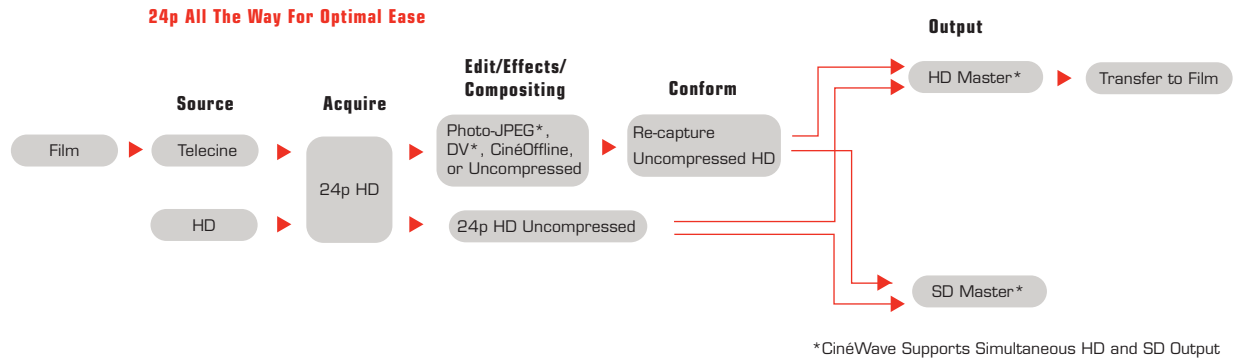 24p All The Way For Optimal Ease
Output
Edit/Effects/
Compositing
Source
Acquire
Conform
HD Master*
Transfer to Film
Film
Telecine
24p HD
Photo-JPEG*,
DV*, CinéOffline,
or Uncompressed
Re-capture
Uncompressed HD
HD
24p HD Uncompressed
SD Master*
*CinéWave Supports Simultaneous HD and SD Output